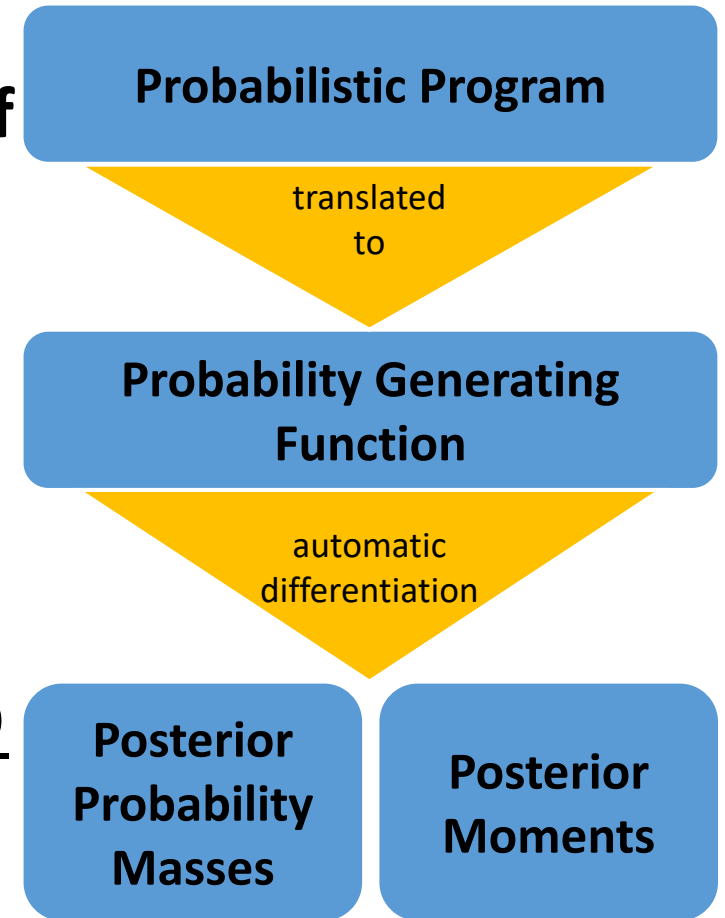 f
Probabilistic Program
translated
to
Probability Generating
Function
automatic
differentiation
)
Posterior
Probability
Masses
Posterior
Moments